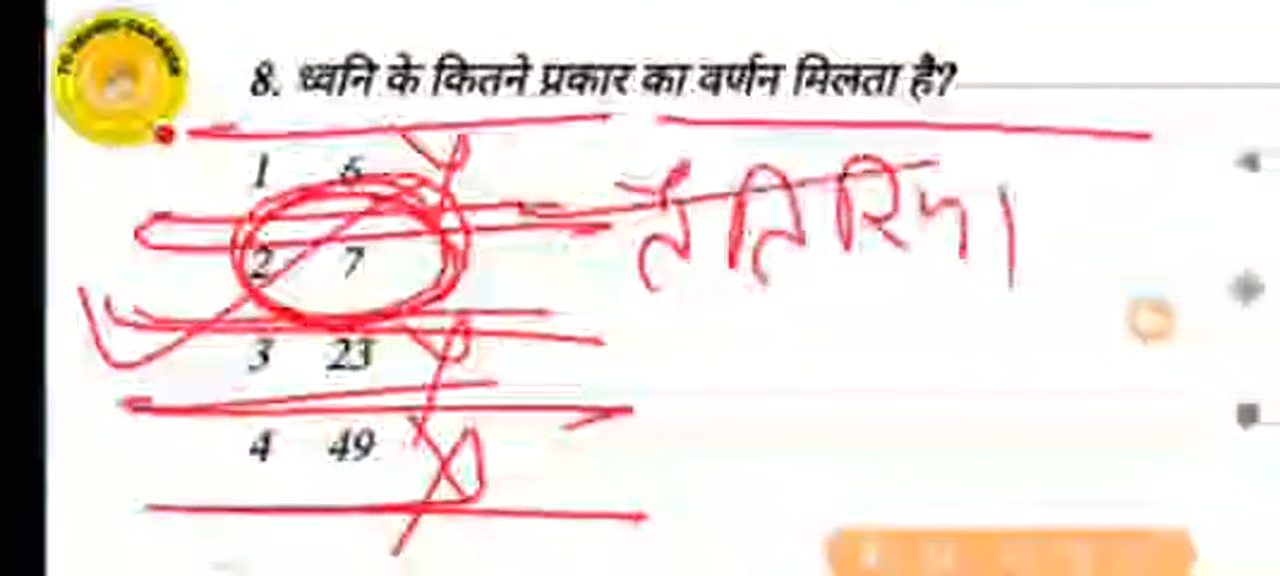 8. ध्वनि के कितने प्रकार का वर्णन मिलता है?
1 6
2 7
3 23
4 49